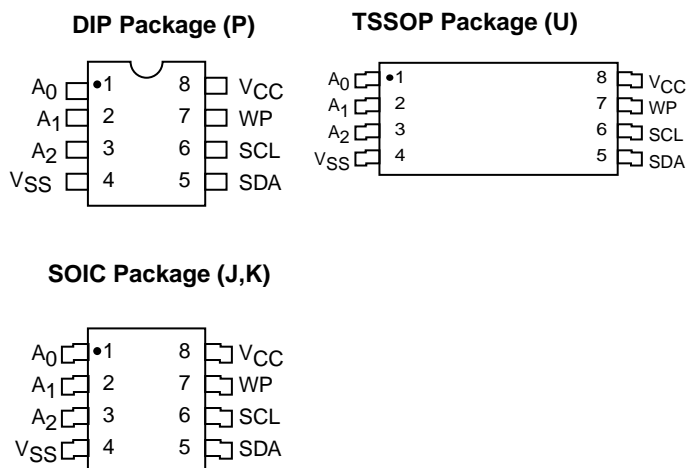 DIP Package (P)
A0 1 8 VCC
A1 2 7 WP
A2 3 6 SCL
VSS 4 5 SDA
TSSOP Package (U)
A0 1 8 VCC
A1 2 7 WP
A2 3 6 SCL
VSS 4 5 SDA
SOIC Package (J,K)
A0 1 8 VCC
A1 2 7 WP
A2 3 6 SCL
VSS 4 5 SDA